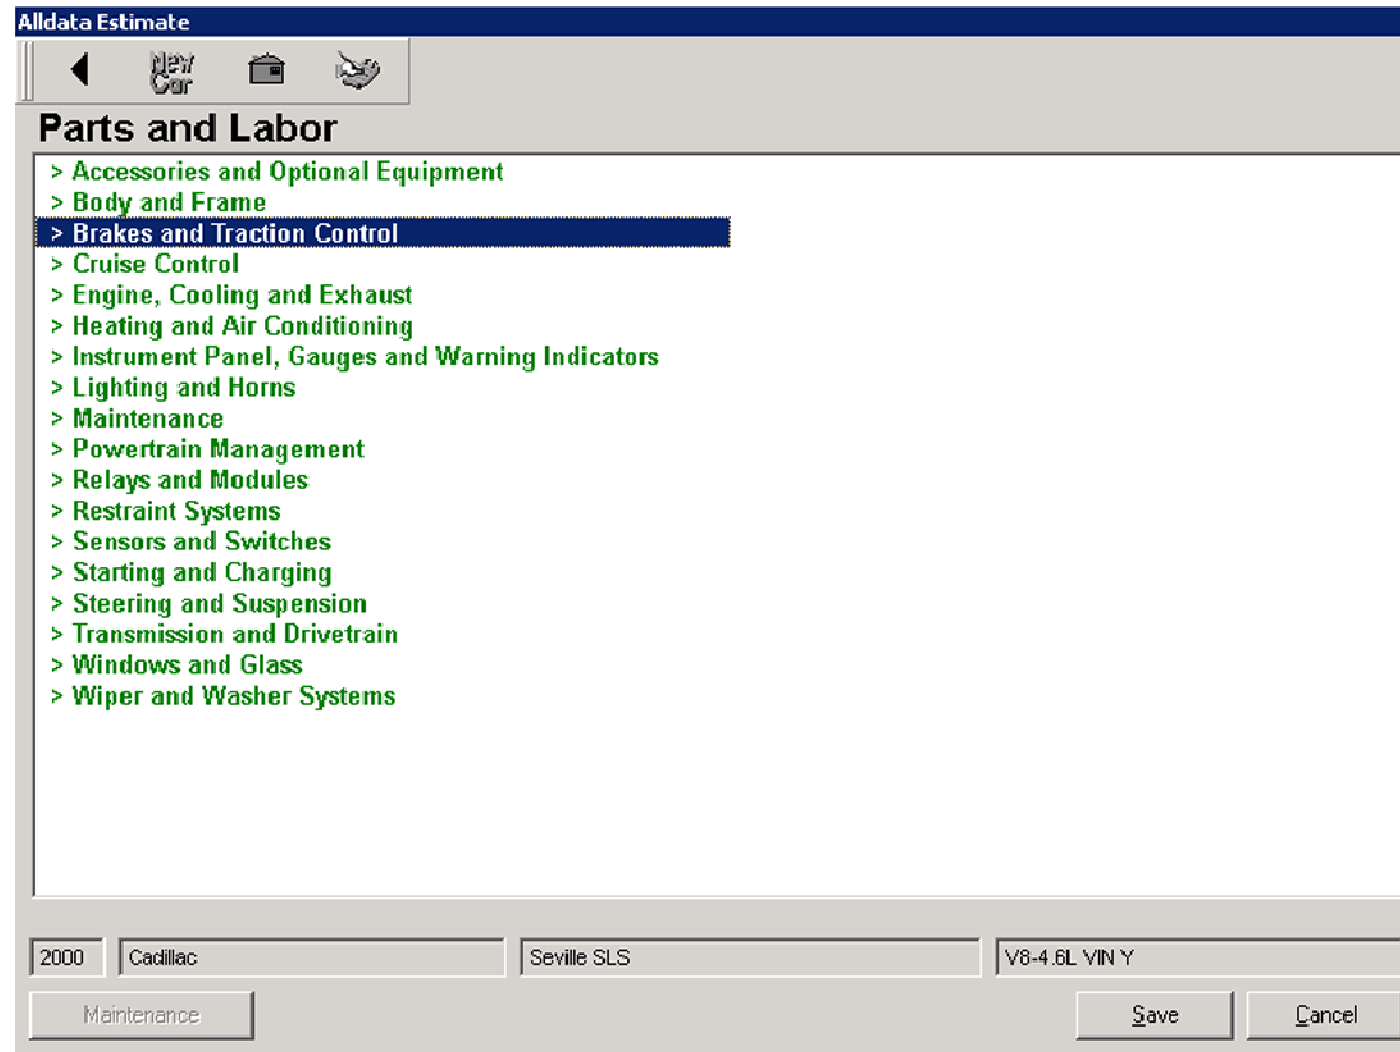 Alldata Estimate
New Car
Parts and Labor
> Accessories and Optional Equipment
> Body and Frame
> Brakes and Traction Control
> Cruise Control
> Engine, Cooling and Exhaust
> Heating and Air Conditioning
> Instrument Panel, Gauges and Warning Indicators
> Lighting and Horns
> Maintenance
> Powertrain Management
> Relays and Modules
> Restraint Systems
> Sensors and Switches
> Starting and Charging
> Steering and Suspension
> Transmission and Drivetrain
> Windows and Glass
> Wiper and Washer Systems
2000 Cadillac Seville SLS V8-4.6L VIN Y
Maintenance Save Cancel